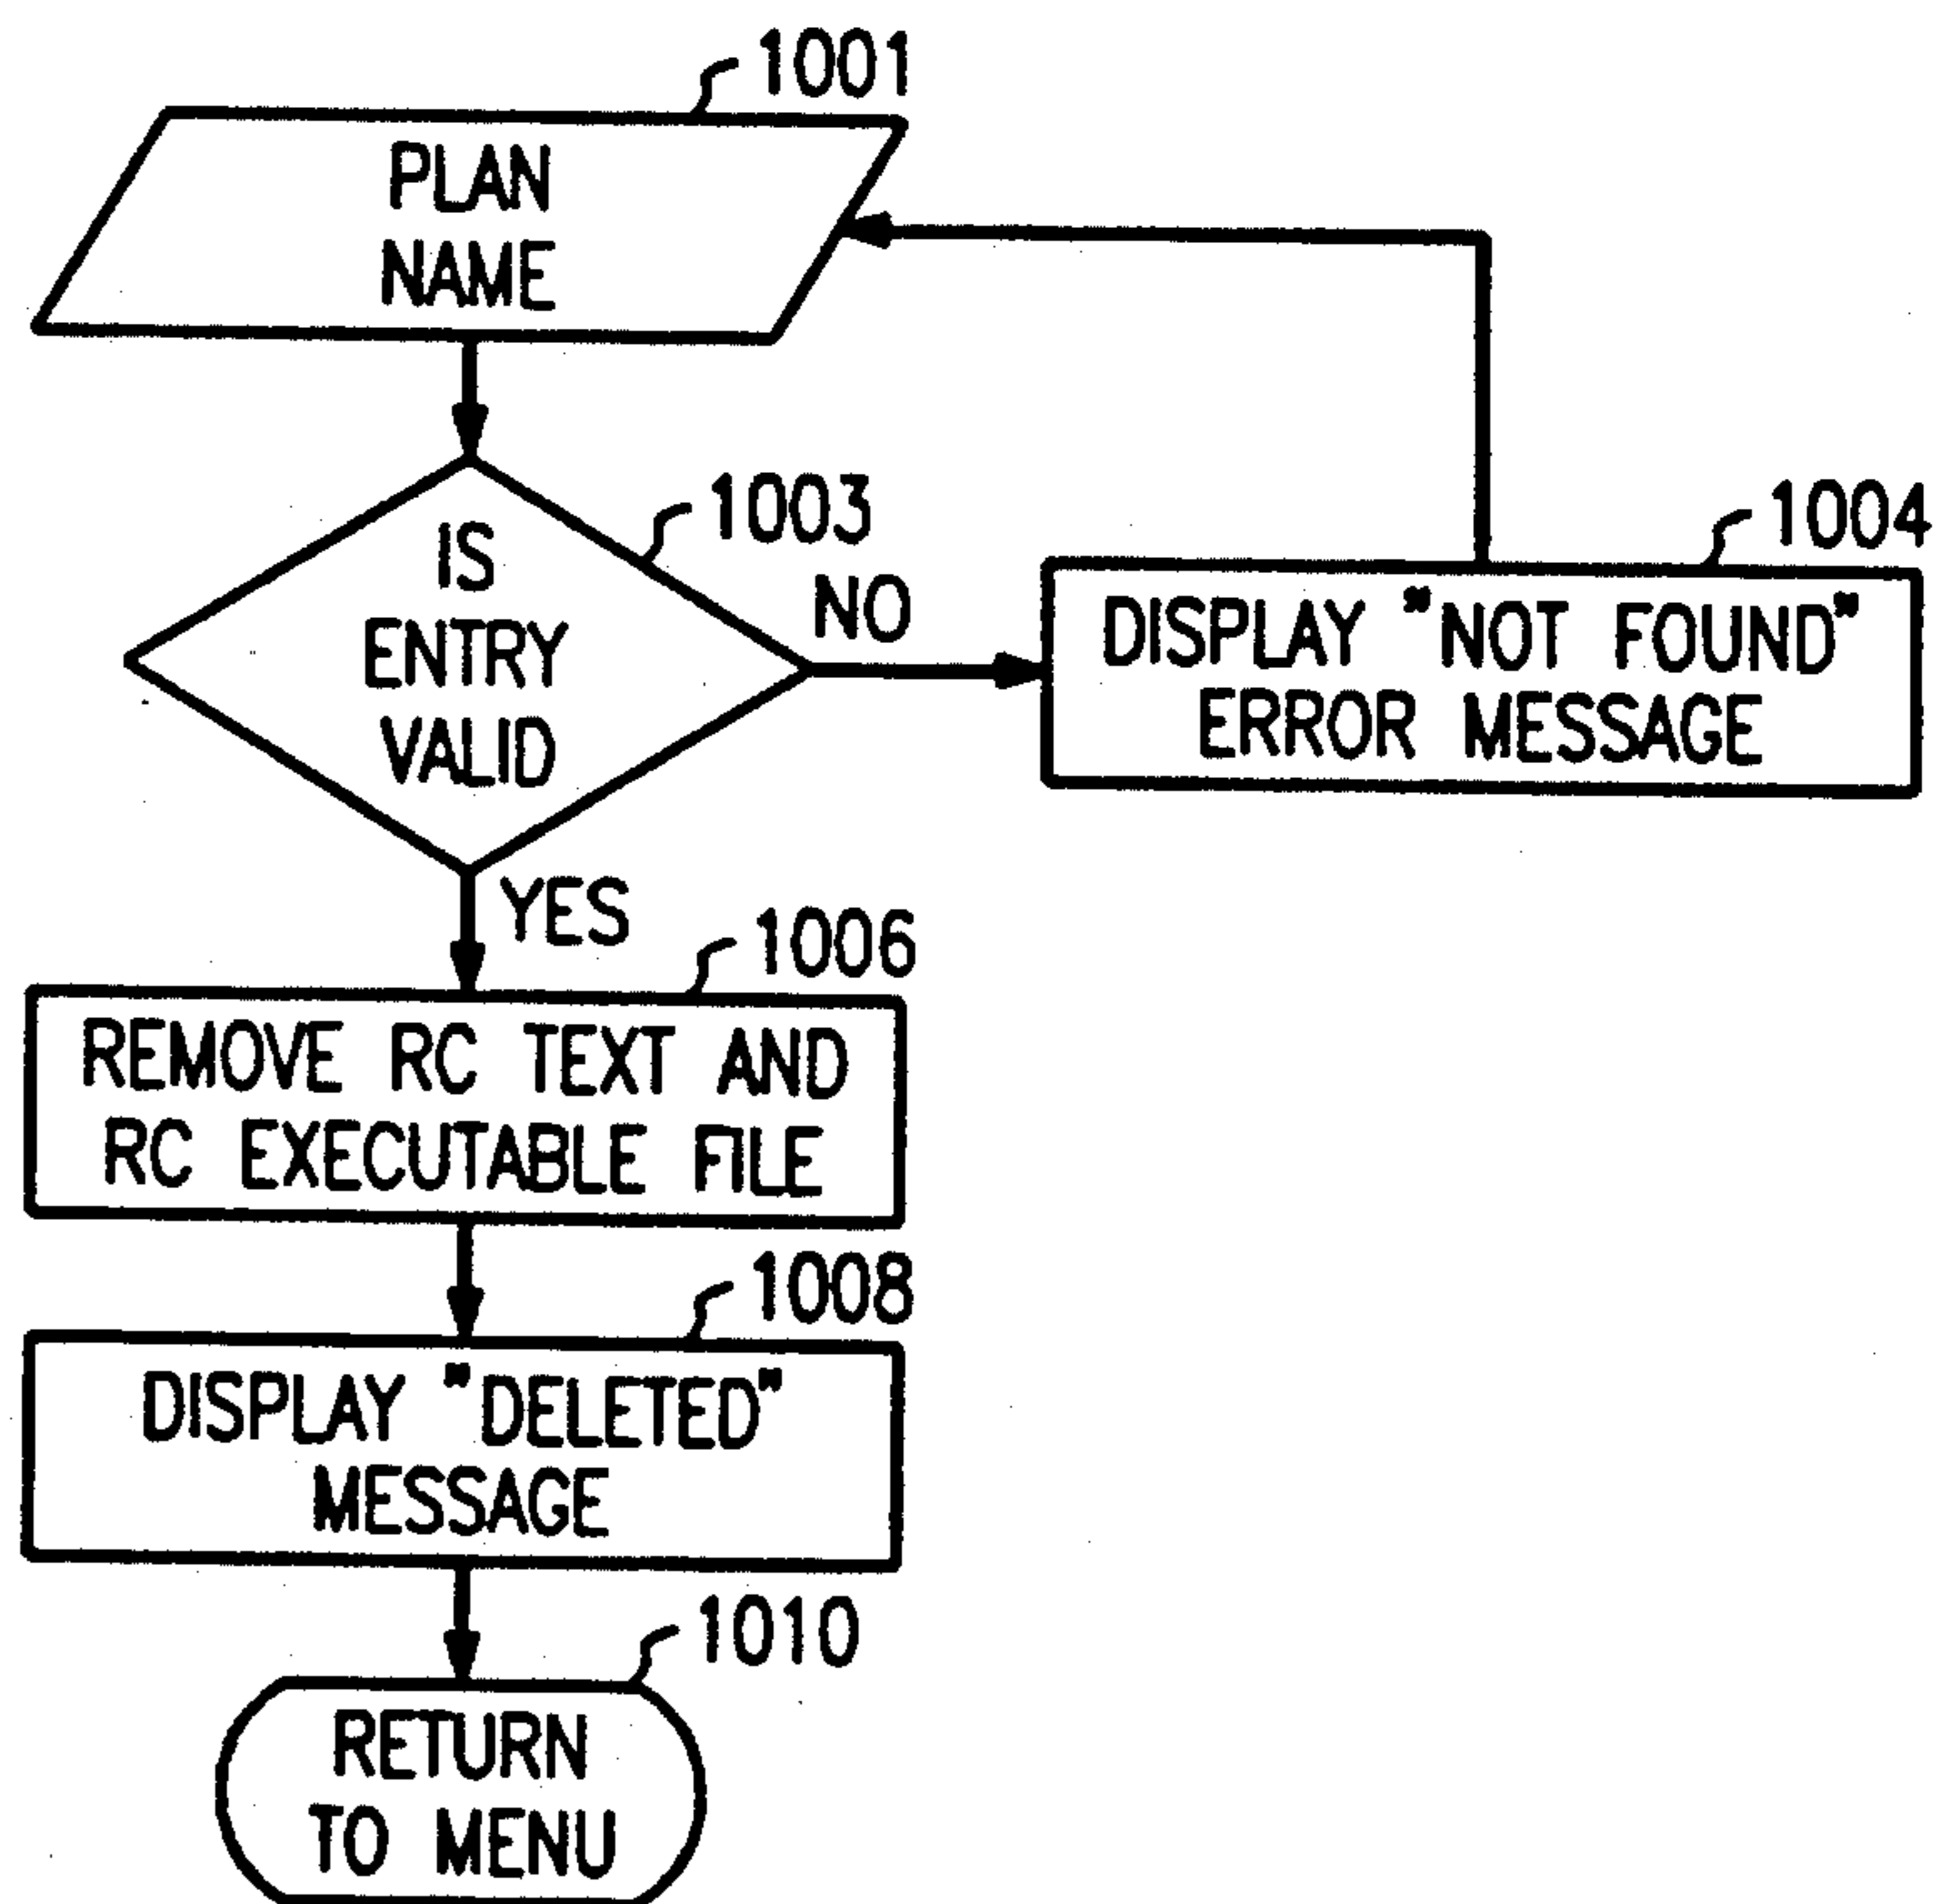 1001
PLAN
NAME
1003
IS
ENTRY
VALID
NO
1004
DISPLAY "NOT FOUND"
ERROR MESSAGE
YES
1006
REMOVE RC TEXT AND
RC EXECUTABLE FILE
1008
DISPLAY "DELETED"
MESSAGE
1010
RETURN
TO MENU